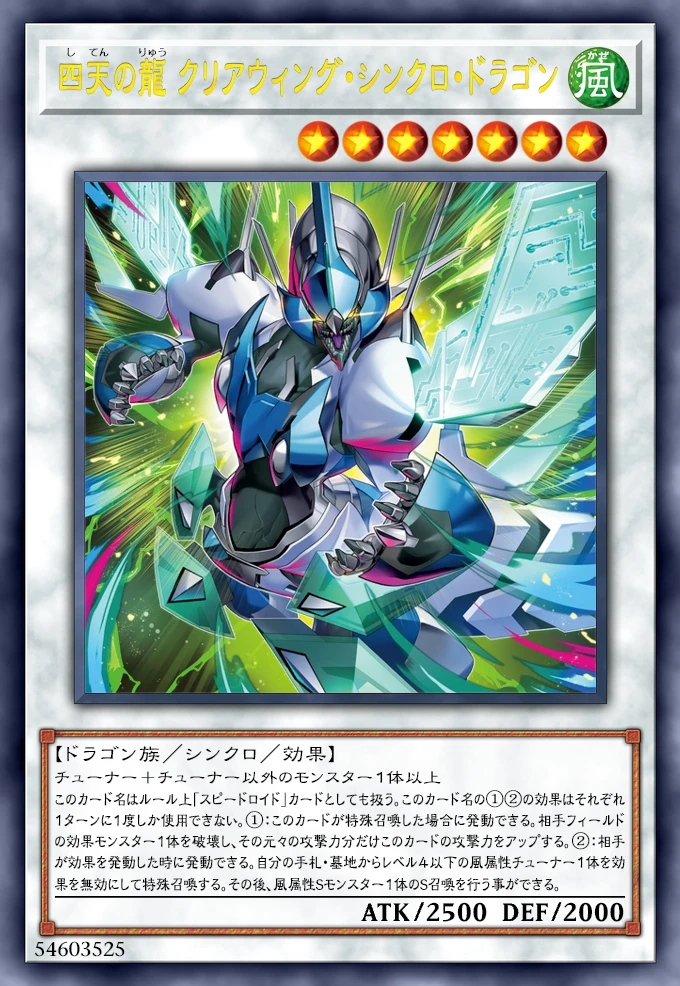 し てん りゅう
四天の龍 クリアウィング・シンクロ・ドラゴン
かぜ
風
【ドラゴン族／シンクロ／効果】
チューナー＋チューナー以外のモンスター1体以上
このカード名はルール上「スピードロイド」カードとしても扱う。このカード名の①②の効果はそれぞれ
1ターンに1度しか使用できない。①：このカードが特殊召喚した場合に発動できる。相手フィールド
の効果モンスター1体を破壊し、その元々の攻撃力分だけこのカードの攻撃力をアップする。②：相手
が効果を発動した時に発動できる。自分の手札・墓地からレベル4以下の風属性チューナー1体を効
果を無効にして特殊召喚する。その後、風属性Sモンスター1体のS召喚を行う事ができる。
ATK/2500 DEF/2000
54603525